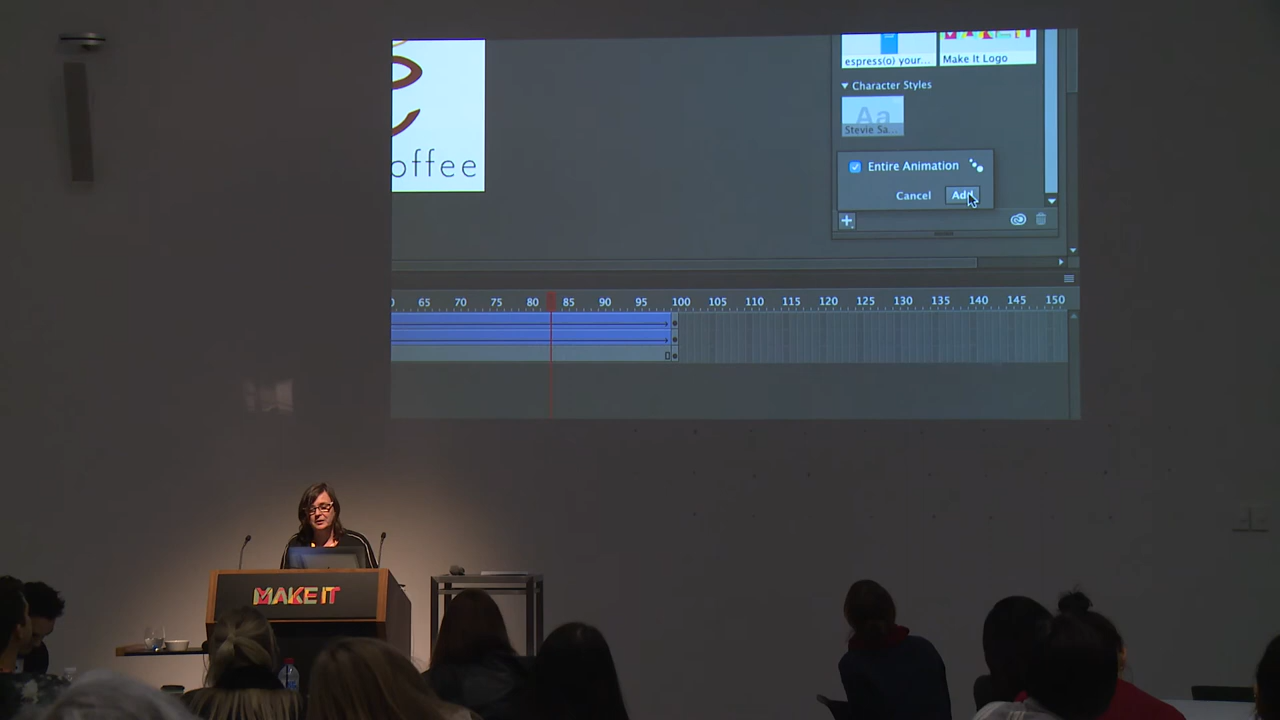 espress(o) your...
Make It Logo
Character Styles
Aa
Stevie Sa...
offee
Entire Animation
Cancel
Add
65 70 75 80 85 90 95 100 105 110 115 120 125 130 135 140 145 150
MAKE IT